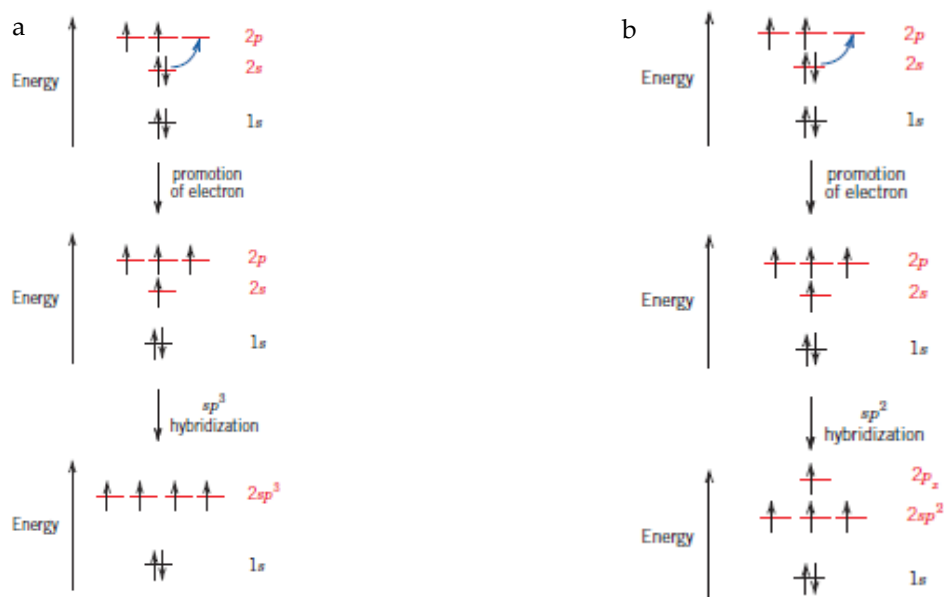 a
2p
2s
Energy
1s
promotion
of electron
2p
2s
Energy
1s
sp³
hybridization
2sp³
Energy
1s
b
2p
2s
Energy
1s
promotion
of electron
2p
2s
Energy
1s
sp²
hybridization
2p_z
2sp²
Energy
1s